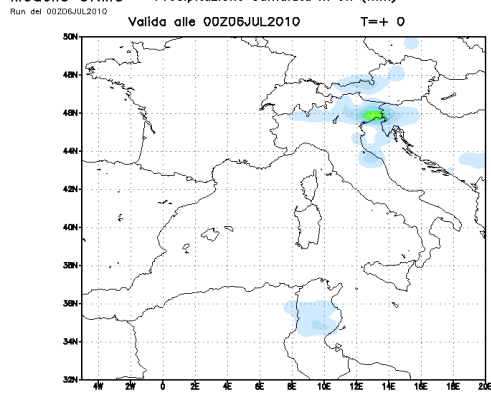 Run del 00Z06JUL2010
Valida alle 00Z06JUL2010 T=+ 0
50N
48N
46N
44N
42N
40N
38N
36N
34N
32N
4W 2W 0 2E 4E 6E 8E 10E 12E 14E 16E 18E 20E